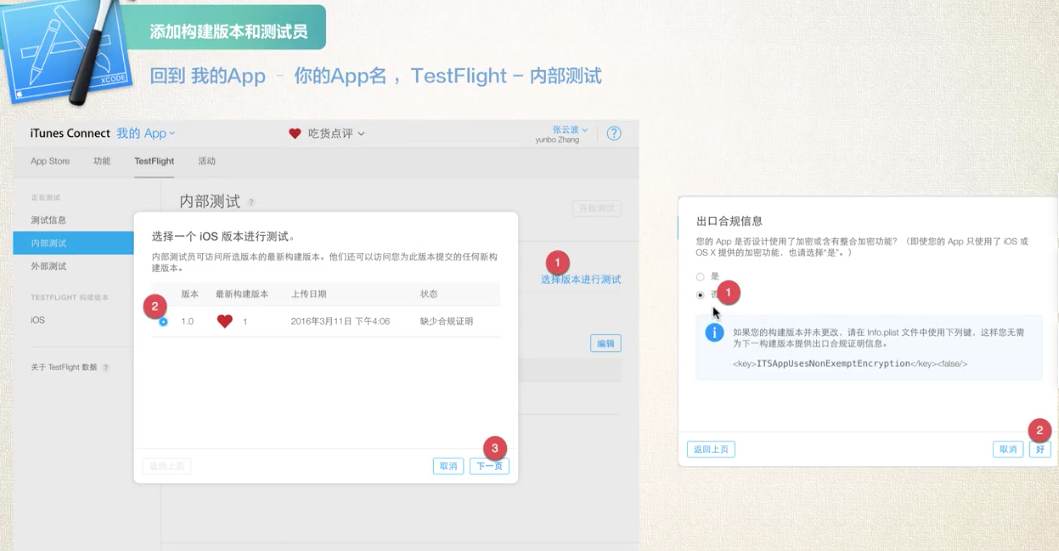 添加构建版本和测试员
XCODE
回到 我的App - 你的App名 , TestFlight - 内部测试
iTunes Connect 我的 App
吃货点评
张云波
yunbo Zhang
?
App Store 功能 TestFlight 活动
正在测试
测试信息
内部测试
外部测试
TESTFLIGHT 构建版本
iOS
关于 TestFlight 数据 ?
内部测试 ?
开始测试
1
选择版本进行测试
编辑
选择一个 iOS 版本进行测试。
内部测试员可访问所选版本的最新构建版本。他们还可以访问您为此版本提交的任何新构
建版本。
版本 最新构建版本 上传日期 状态
2
1.0 1 2016年3月11日 下午4:06 缺少合规证明
3
返回上页 取消 下一页
出口合规信息
您的 App 是否设计使用了加密或含有整合加密功能？（即使您的 App 只使用了 iOS 或
OS X 提供的加密功能，也请选择“是”。）
是
否 1
如果您的构建版本并未更改，请在 Info.plist 文件中使用下列键，这样您无需
为下一构建版本提供出口合规证明信息。
<key>ITSAppUsesNonExemptEncryption</key><false/>
2
返回上页 取消 好